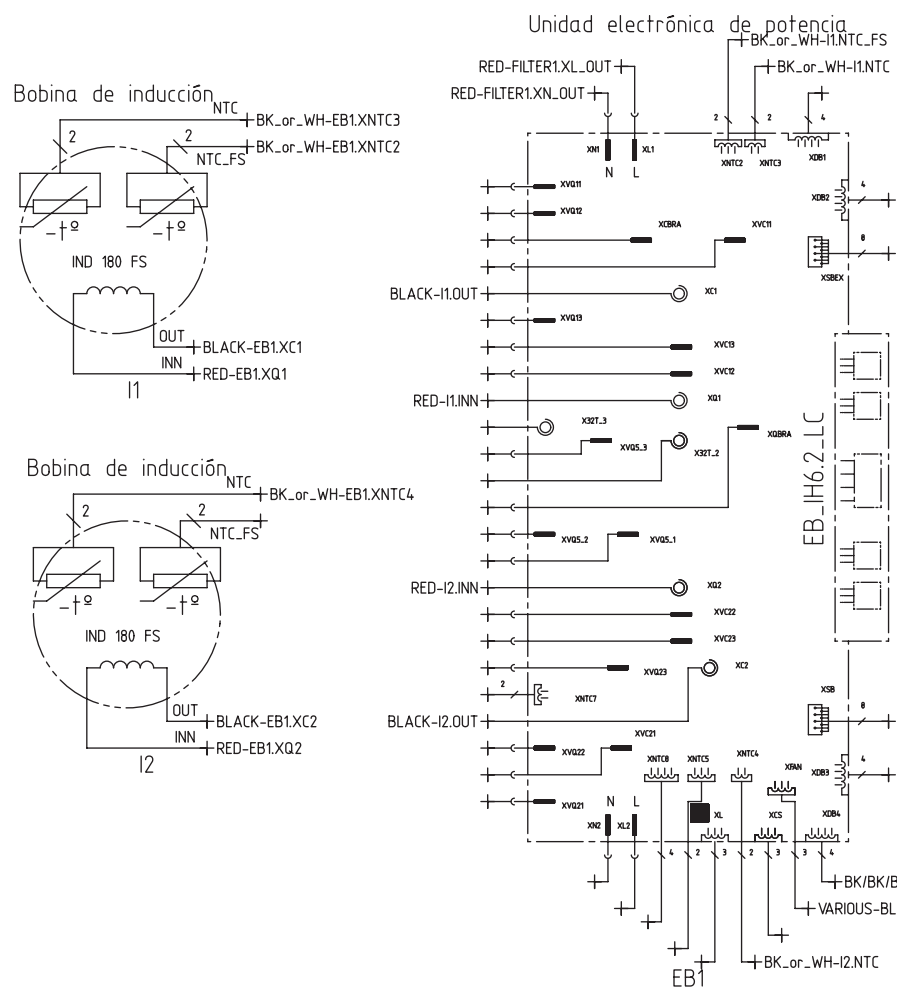 Unidad electrónica de potencia
BK_or_WH-I1.NTC_FS
RED-FILTER1.XL_OUT
BK_or_WH-I1.NTC
RED-FILTER1.XN_OUT
Bobina de inducción
NTC
BK_or_WH-EB1.XNTC3
2
2
BK_or_WH-EB1.XNTC2
NTC_FS
-tº
-tº
IND 180 FS
OUT
BLACK-EB1.XC1
INN
RED-EB1.XQ1
I1
Bobina de inducción
NTC
BK_or_WH-EB1.XNTC4
2
2
NTC_FS
-tº
-tº
IND 180 FS
OUT
BLACK-EB1.XC2
INN
RED-EB1.XQ2
I2
2
2
4
XN1
XL1
XNTC2
XNTC3
XDB1
N
L
XVQ11
XDB2
4
XVQ12
XCBRA
XVC11
8
XSBEX
BLACK-I1.OUT
XC1
XVQ13
XVC13
XVC12
RED-I1.INN
XQ1
X32T_3
XVQS_3
X32T_2
XQBRA
EB_IH6.2_LC
XVQS_2
XVQS_1
RED-I2.INN
XQ2
XVC22
XVC23
XVQ23
XC2
2
XNTC7
XSB
8
BLACK-I2.OUT
XVQ22
XVC21
XNTC8
XNTC5
XNTC4
XFAN
XDB3
4
XVQ21
N
L
XN2
XL2
XL
XCS
XDB4
4
2
3
2
3
3
4
BK/BK/B
VARIOUS-BL
BK_or_WH-I2.NTC
EB1